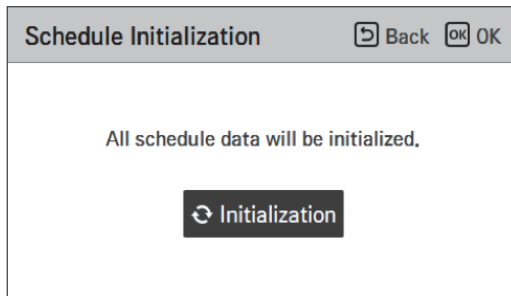 Schedule Initialization Back OK OK
All schedule data will be initialized.
Initialization